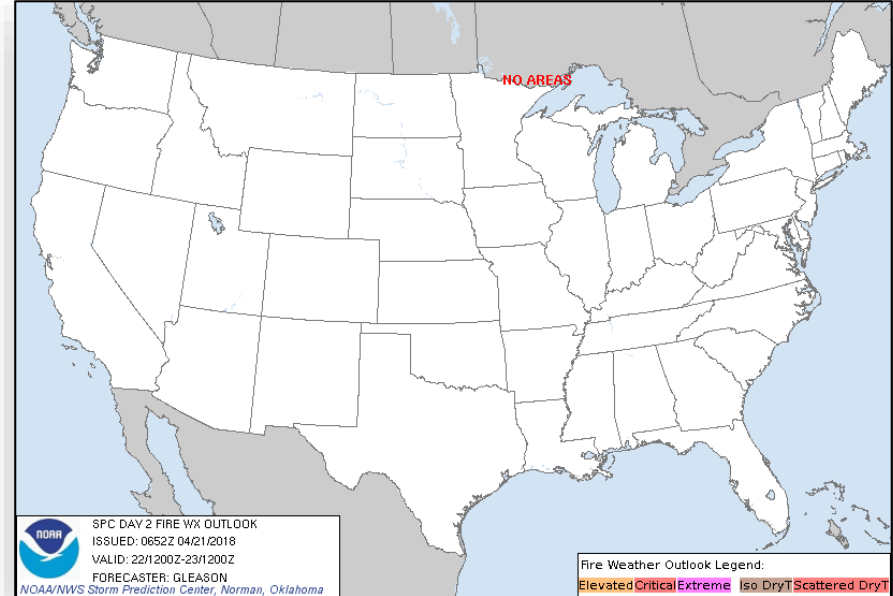 NO AREAS
NOAA
SPC DAY 2 FIRE WX OUTLOOK
ISSUED: 0652Z 04/21/2018
VALID: 22/1200Z-23/1200Z
FORECASTER: GLEASON
NOAA/NWS Storm Prediction Center, Norman, Oklahoma
Fire Weather Outlook Legend:
Elevated Critical Extreme Iso DryT Scattered DryT